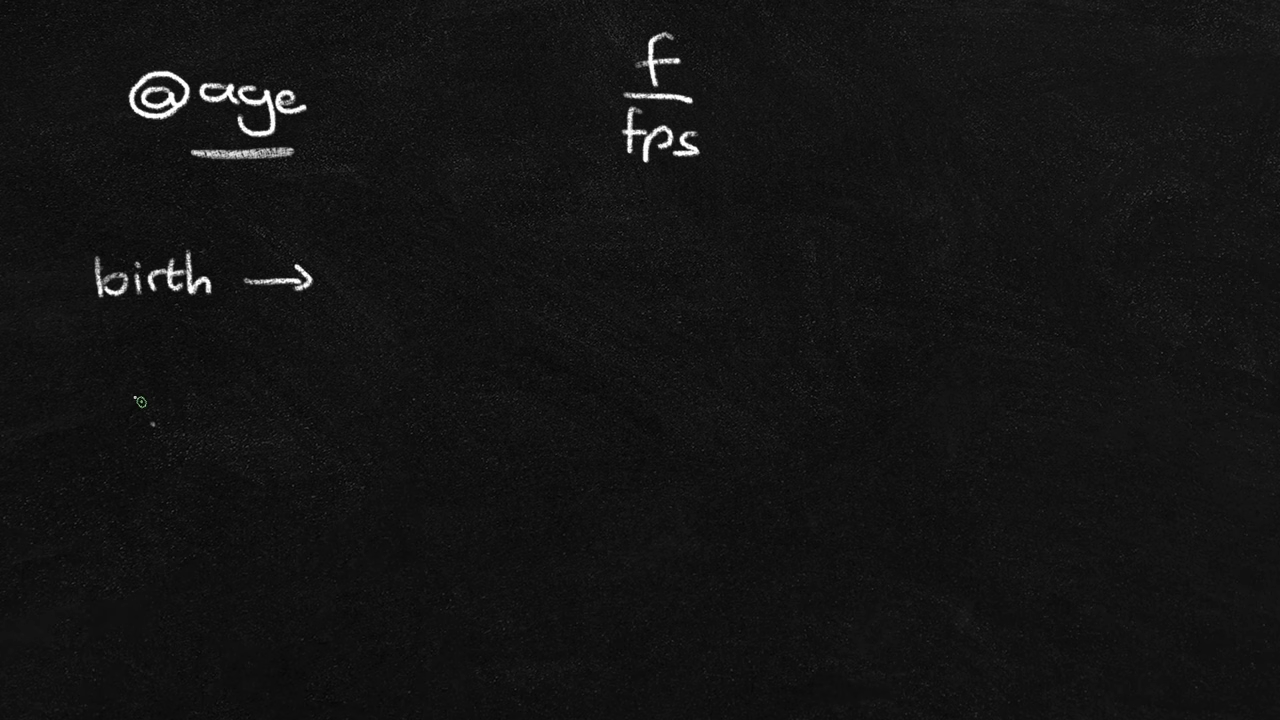 @age
f
fps
birth →